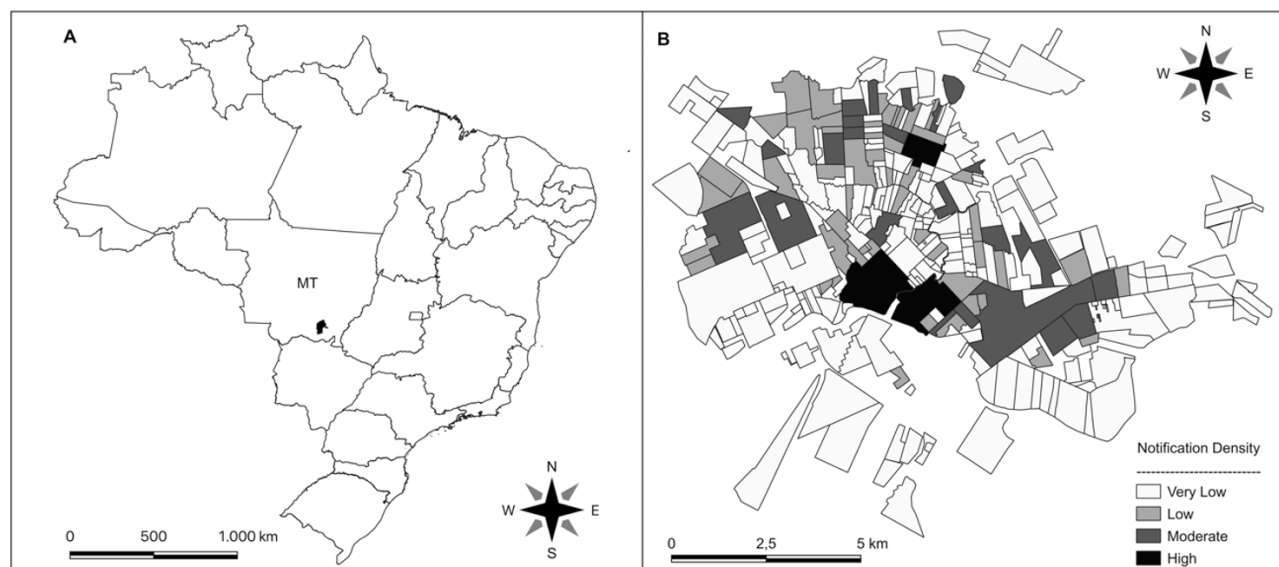 A
MT
N
W E
S
0 500 1.000 km
B
N
W E
S
Notification Density
Very Low
Low
Moderate
High
0 2,5 5 km